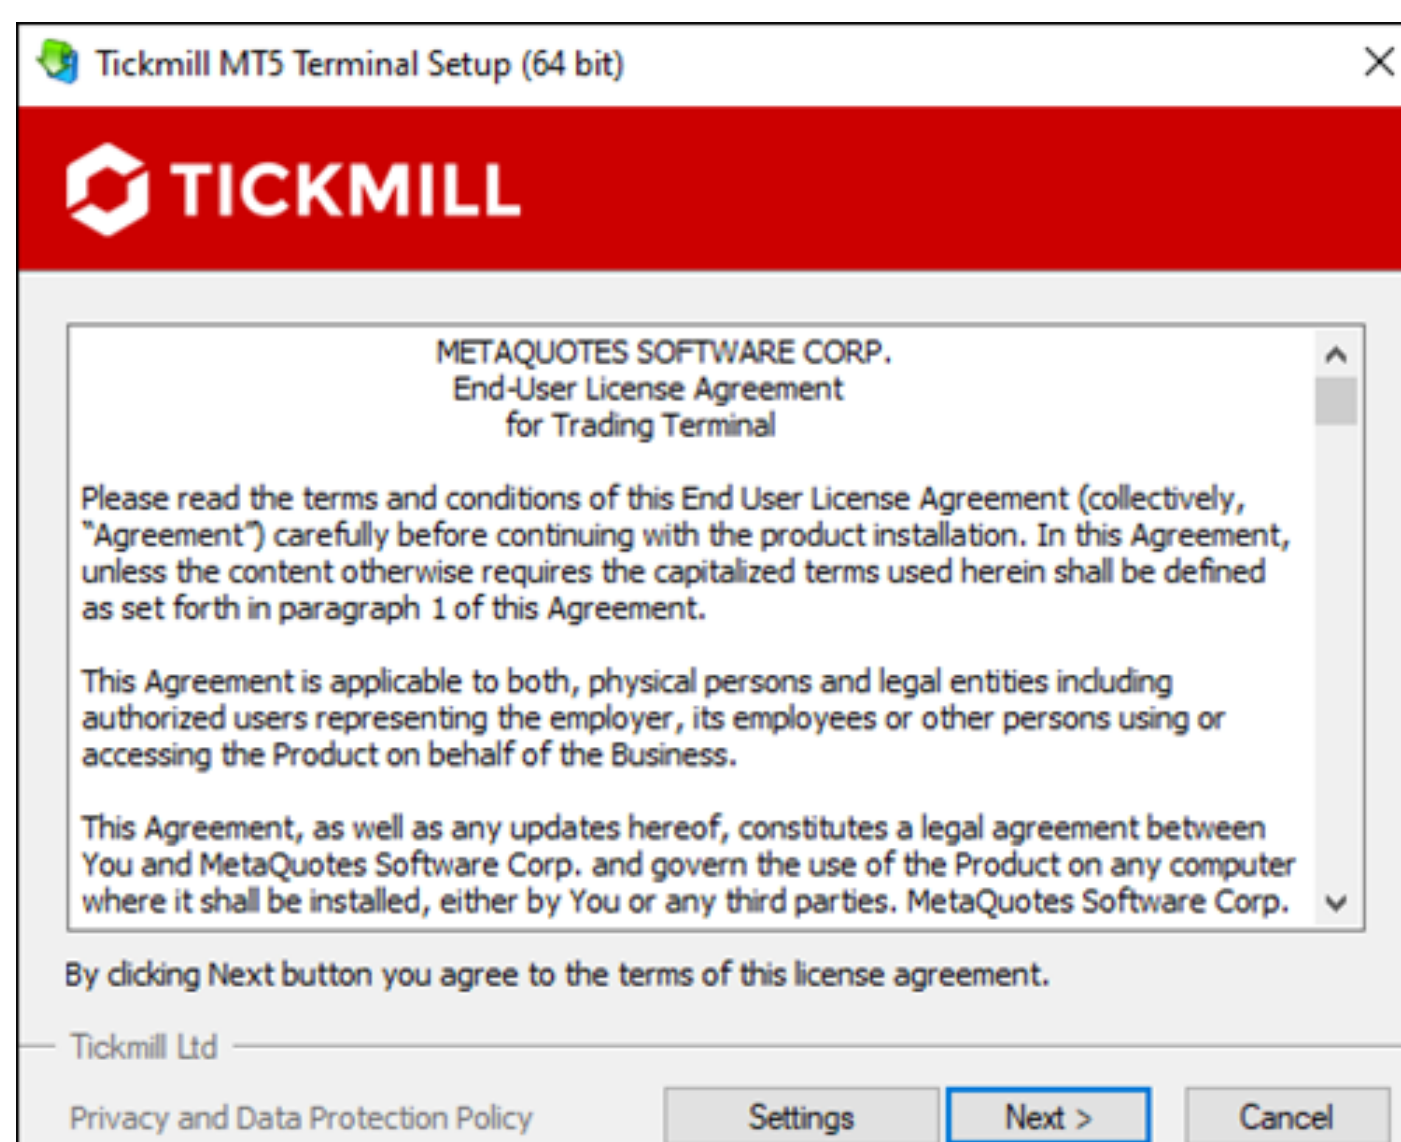 Tickmill MT5 Terminal Setup (64 bit)
TICKMILL
METAQUOTES SOFTWARE CORP.
End-User License Agreement
for Trading Terminal
Please read the terms and conditions of this End User License Agreement (collectively,
“Agreement”) carefully before continuing with the product installation. In this Agreement,
unless the content otherwise requires the capitalized terms used herein shall be defined
as set forth in paragraph 1 of this Agreement.
This Agreement is applicable to both, physical persons and legal entities including
authorized users representing the employer, its employees or other persons using or
accessing the Product on behalf of the Business.
This Agreement, as well as any updates hereof, constitutes a legal agreement between
You and MetaQuotes Software Corp. and govern the use of the Product on any computer
where it shall be installed, either by You or any third parties. MetaQuotes Software Corp.
By clicking Next button you agree to the terms of this license agreement.
Tickmill Ltd
Privacy and Data Protection Policy
Settings
Next >
Cancel